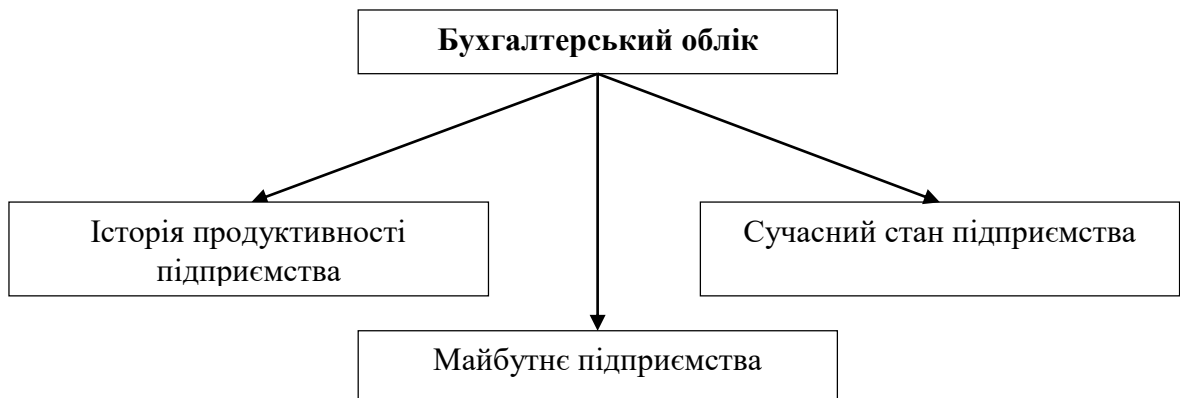 Бухгалтерський облік
Історія продуктивності
підприємства
Сучасний стан підприємства
Майбутнє підприємства